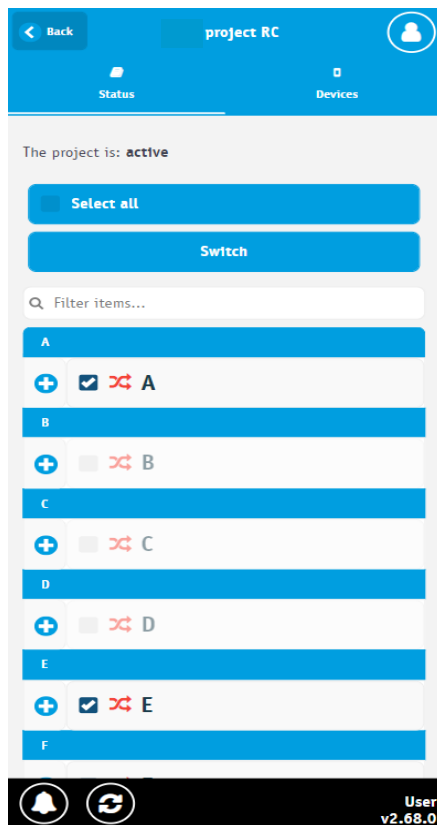 Back
project RC
Status
Devices
The project is: active
Select all
Switch
Filter items...
A
A
B
B
C
C
D
D
E
E
F
User
v2.68.0